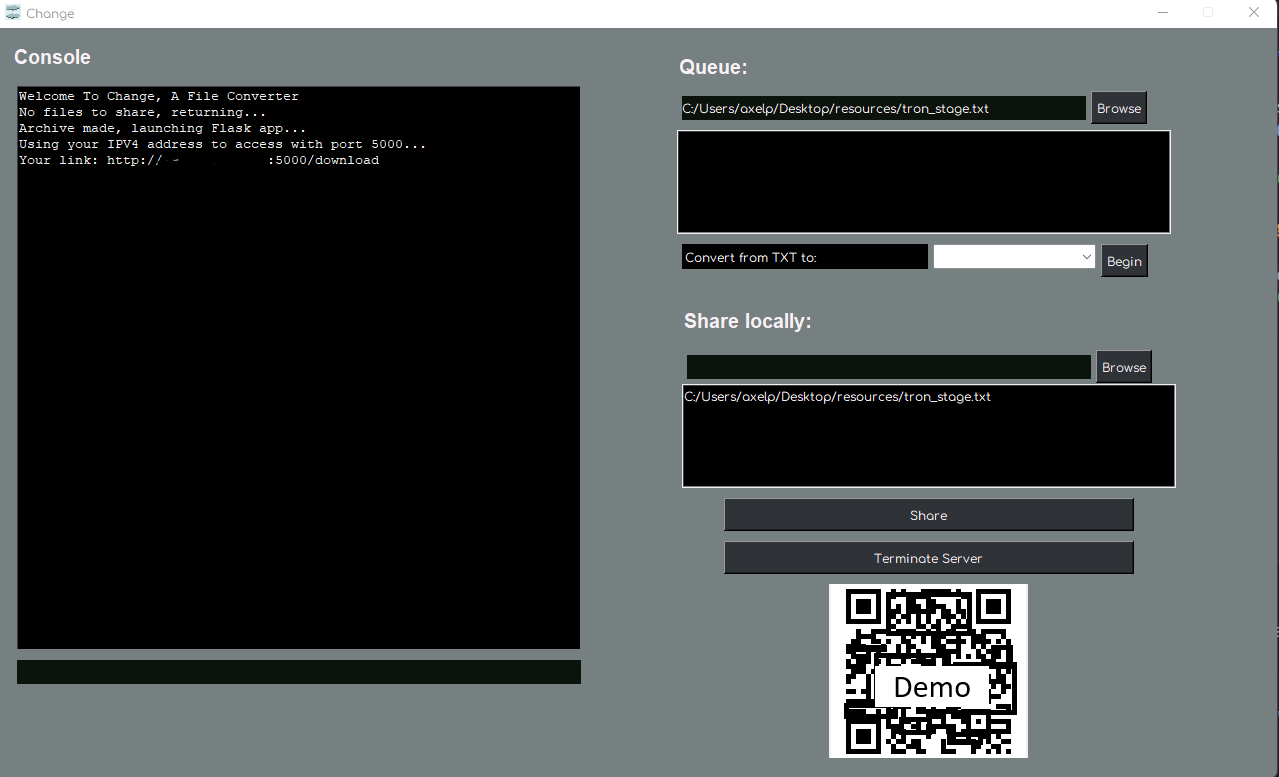 Change
Console
Welcome To Change, A File Converter
No files to share, returning...
Archive made, launching Flask app...
Using your IPV4 address to access with port 5000...
Your link: http:// :5000/download
Queue:
C:/Users/axelp/Desktop/resources/tron_stage.txt
Browse
Convert from TXT to:
Begin
Share locally:
Browse
C:/Users/axelp/Desktop/resources/tron_stage.txt
Share
Terminate Server
Demo